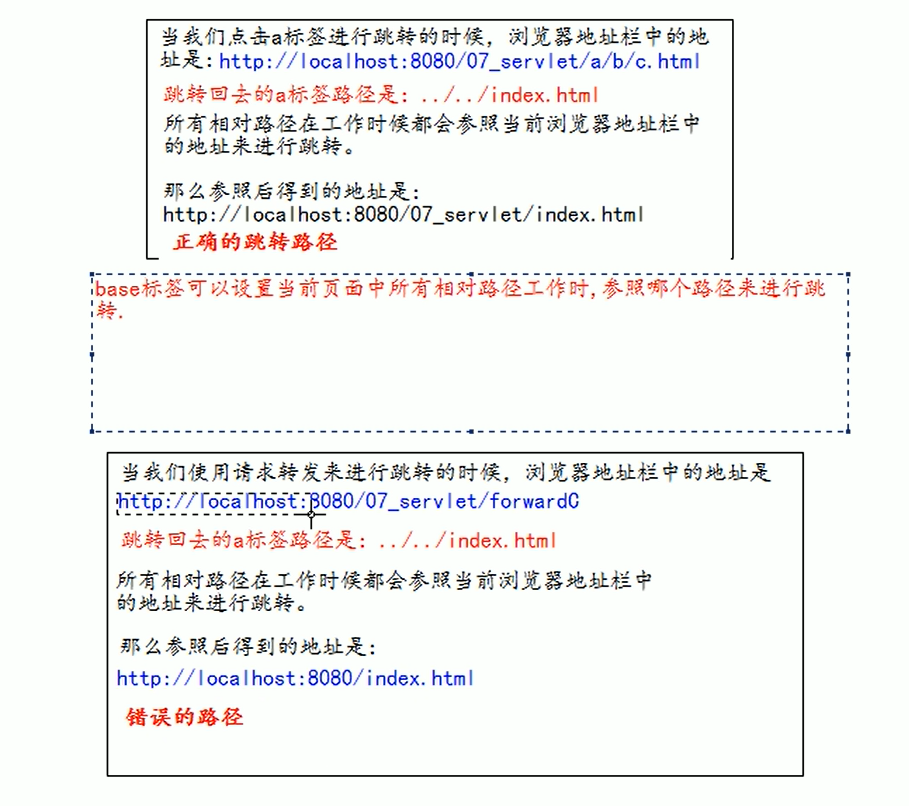 当我们点击a标签进行跳转的时候，浏览器地址栏中的地
址是：http://localhost:8080/07_servlet/a/b/c.html
跳转回去的a标签路径是：../../index.html
所有相对路径在工作时候都会参照当前浏览器地址栏中
的地址来进行跳转。
那么参照后得到的地址是：
http://localhost:8080/07_servlet/index.html
正确的跳转路径
base标签可以设置当前页面中所有相对路径工作时,参照哪个路径来进行跳
转.
当我们使用请求转发来进行跳转的时候，浏览器地址栏中的地址是
http://localhost:8080/07_servlet/forwardC
跳转回去的a标签路径是：../../index.html
所有相对路径在工作时候都会参照当前浏览器地址栏中
的地址来进行跳转。
那么参照后得到的地址是：
http://localhost:8080/index.html
错误的路径